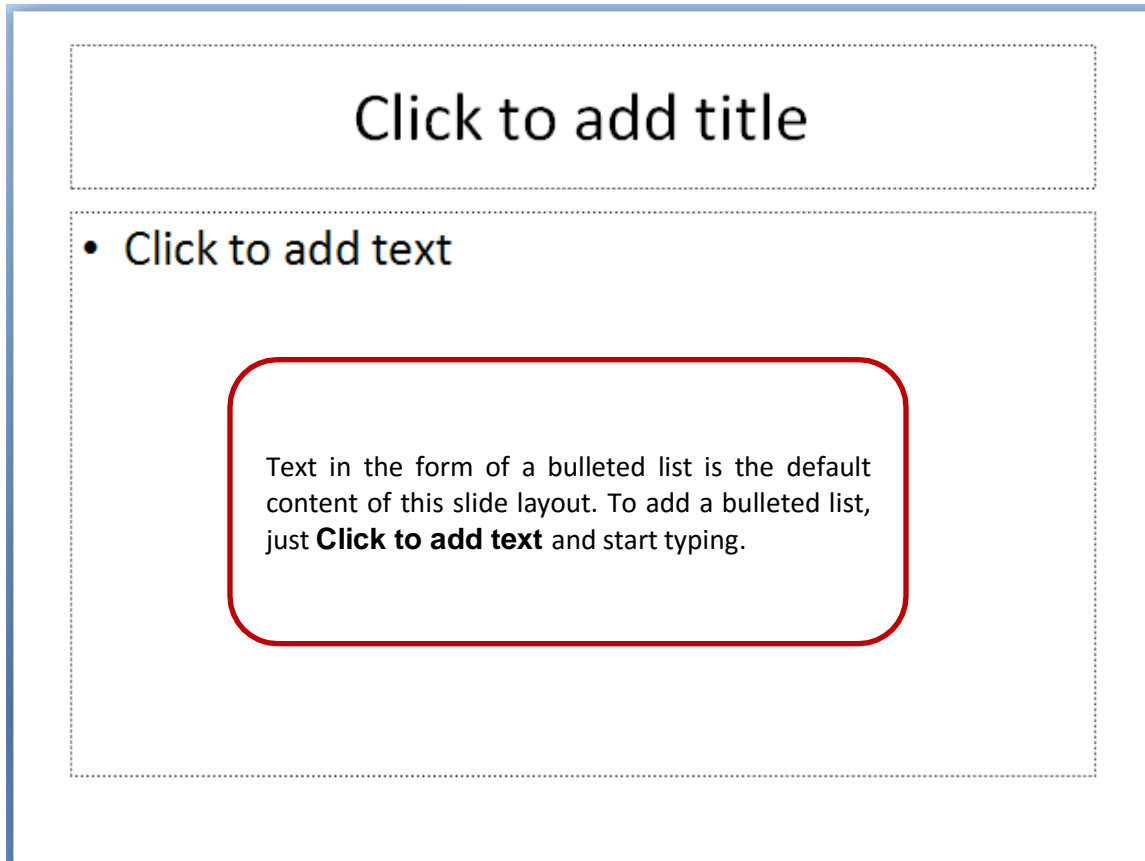 Click to add title
• Click to add text
Text in the form of a bulleted list is the default
content of this slide layout. To add a bulleted list,
just Click to add text and start typing.